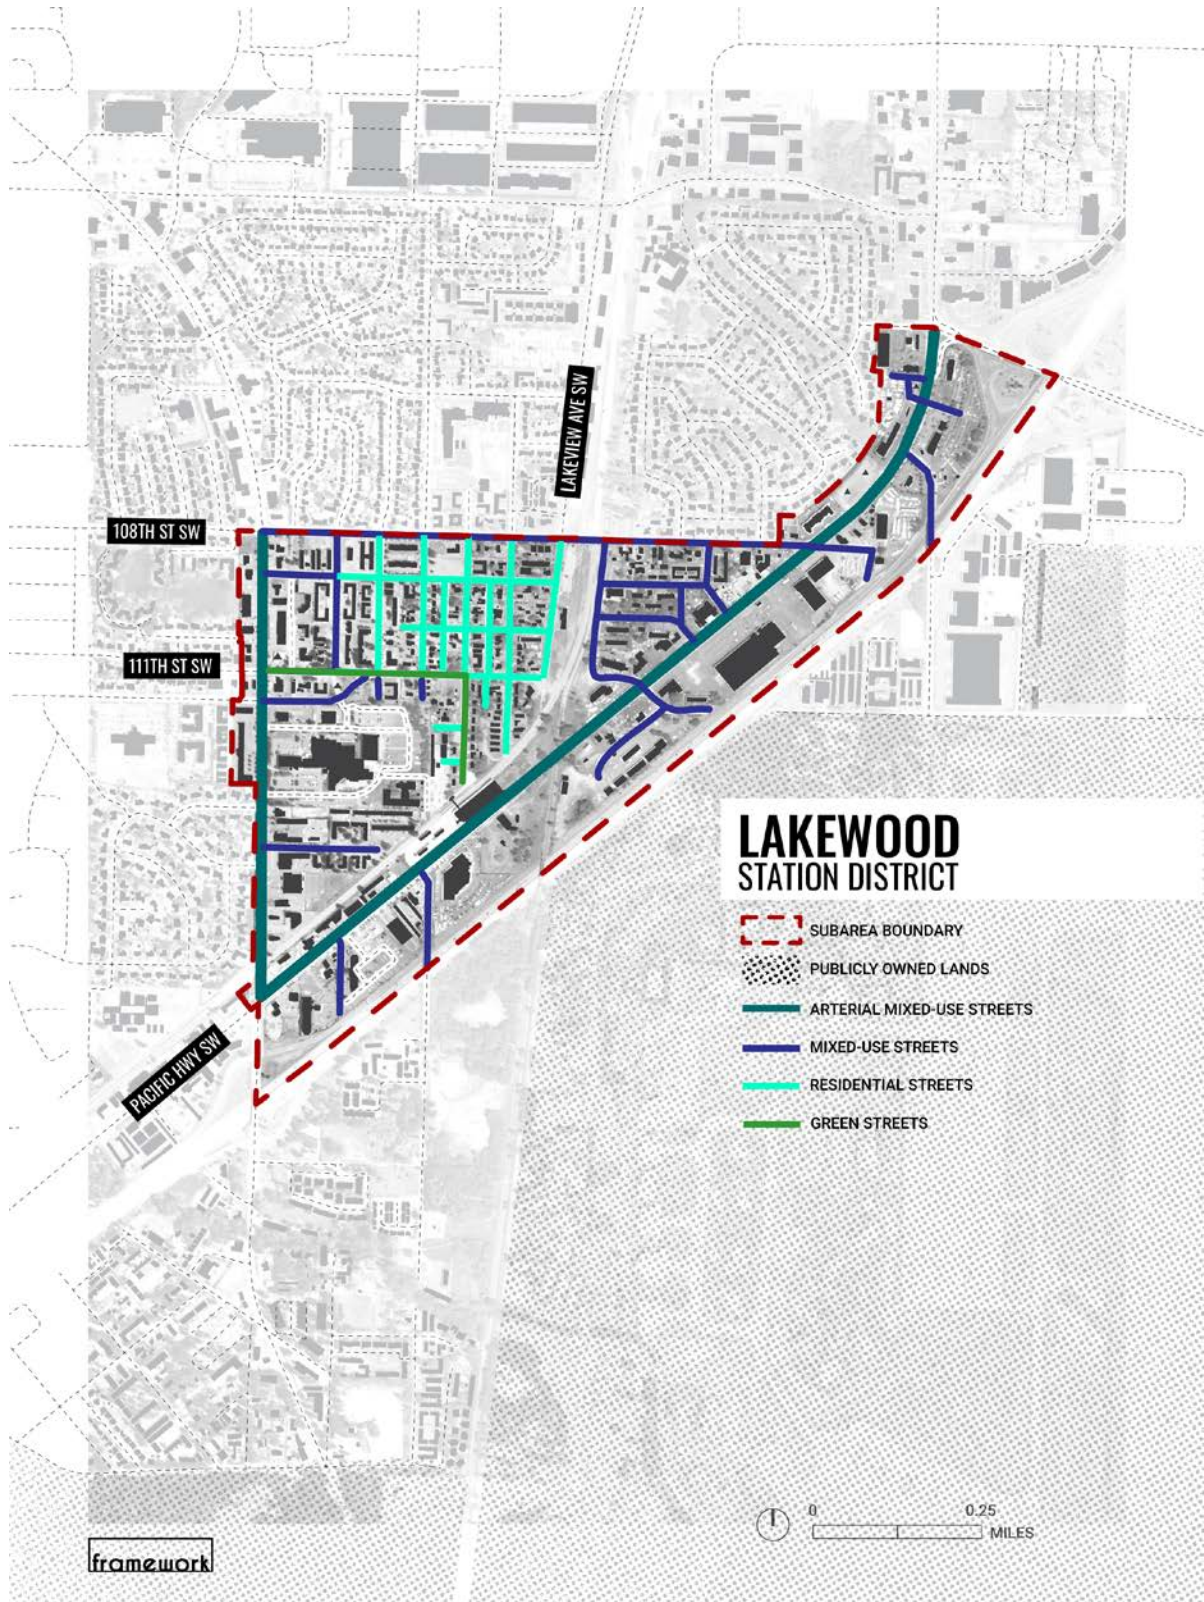 LAKEVIEW AVE SW
108TH ST SW
111TH ST SW
PACIFIC HWY SW
LAKEWOOD
STATION DISTRICT
SUBAREA BOUNDARY
PUBLICLY OWNED LANDS
ARTERIAL MIXED-USE STREETS
MIXED-USE STREETS
RESIDENTIAL STREETS
GREEN STREETS
0 0.25
MILES
framework